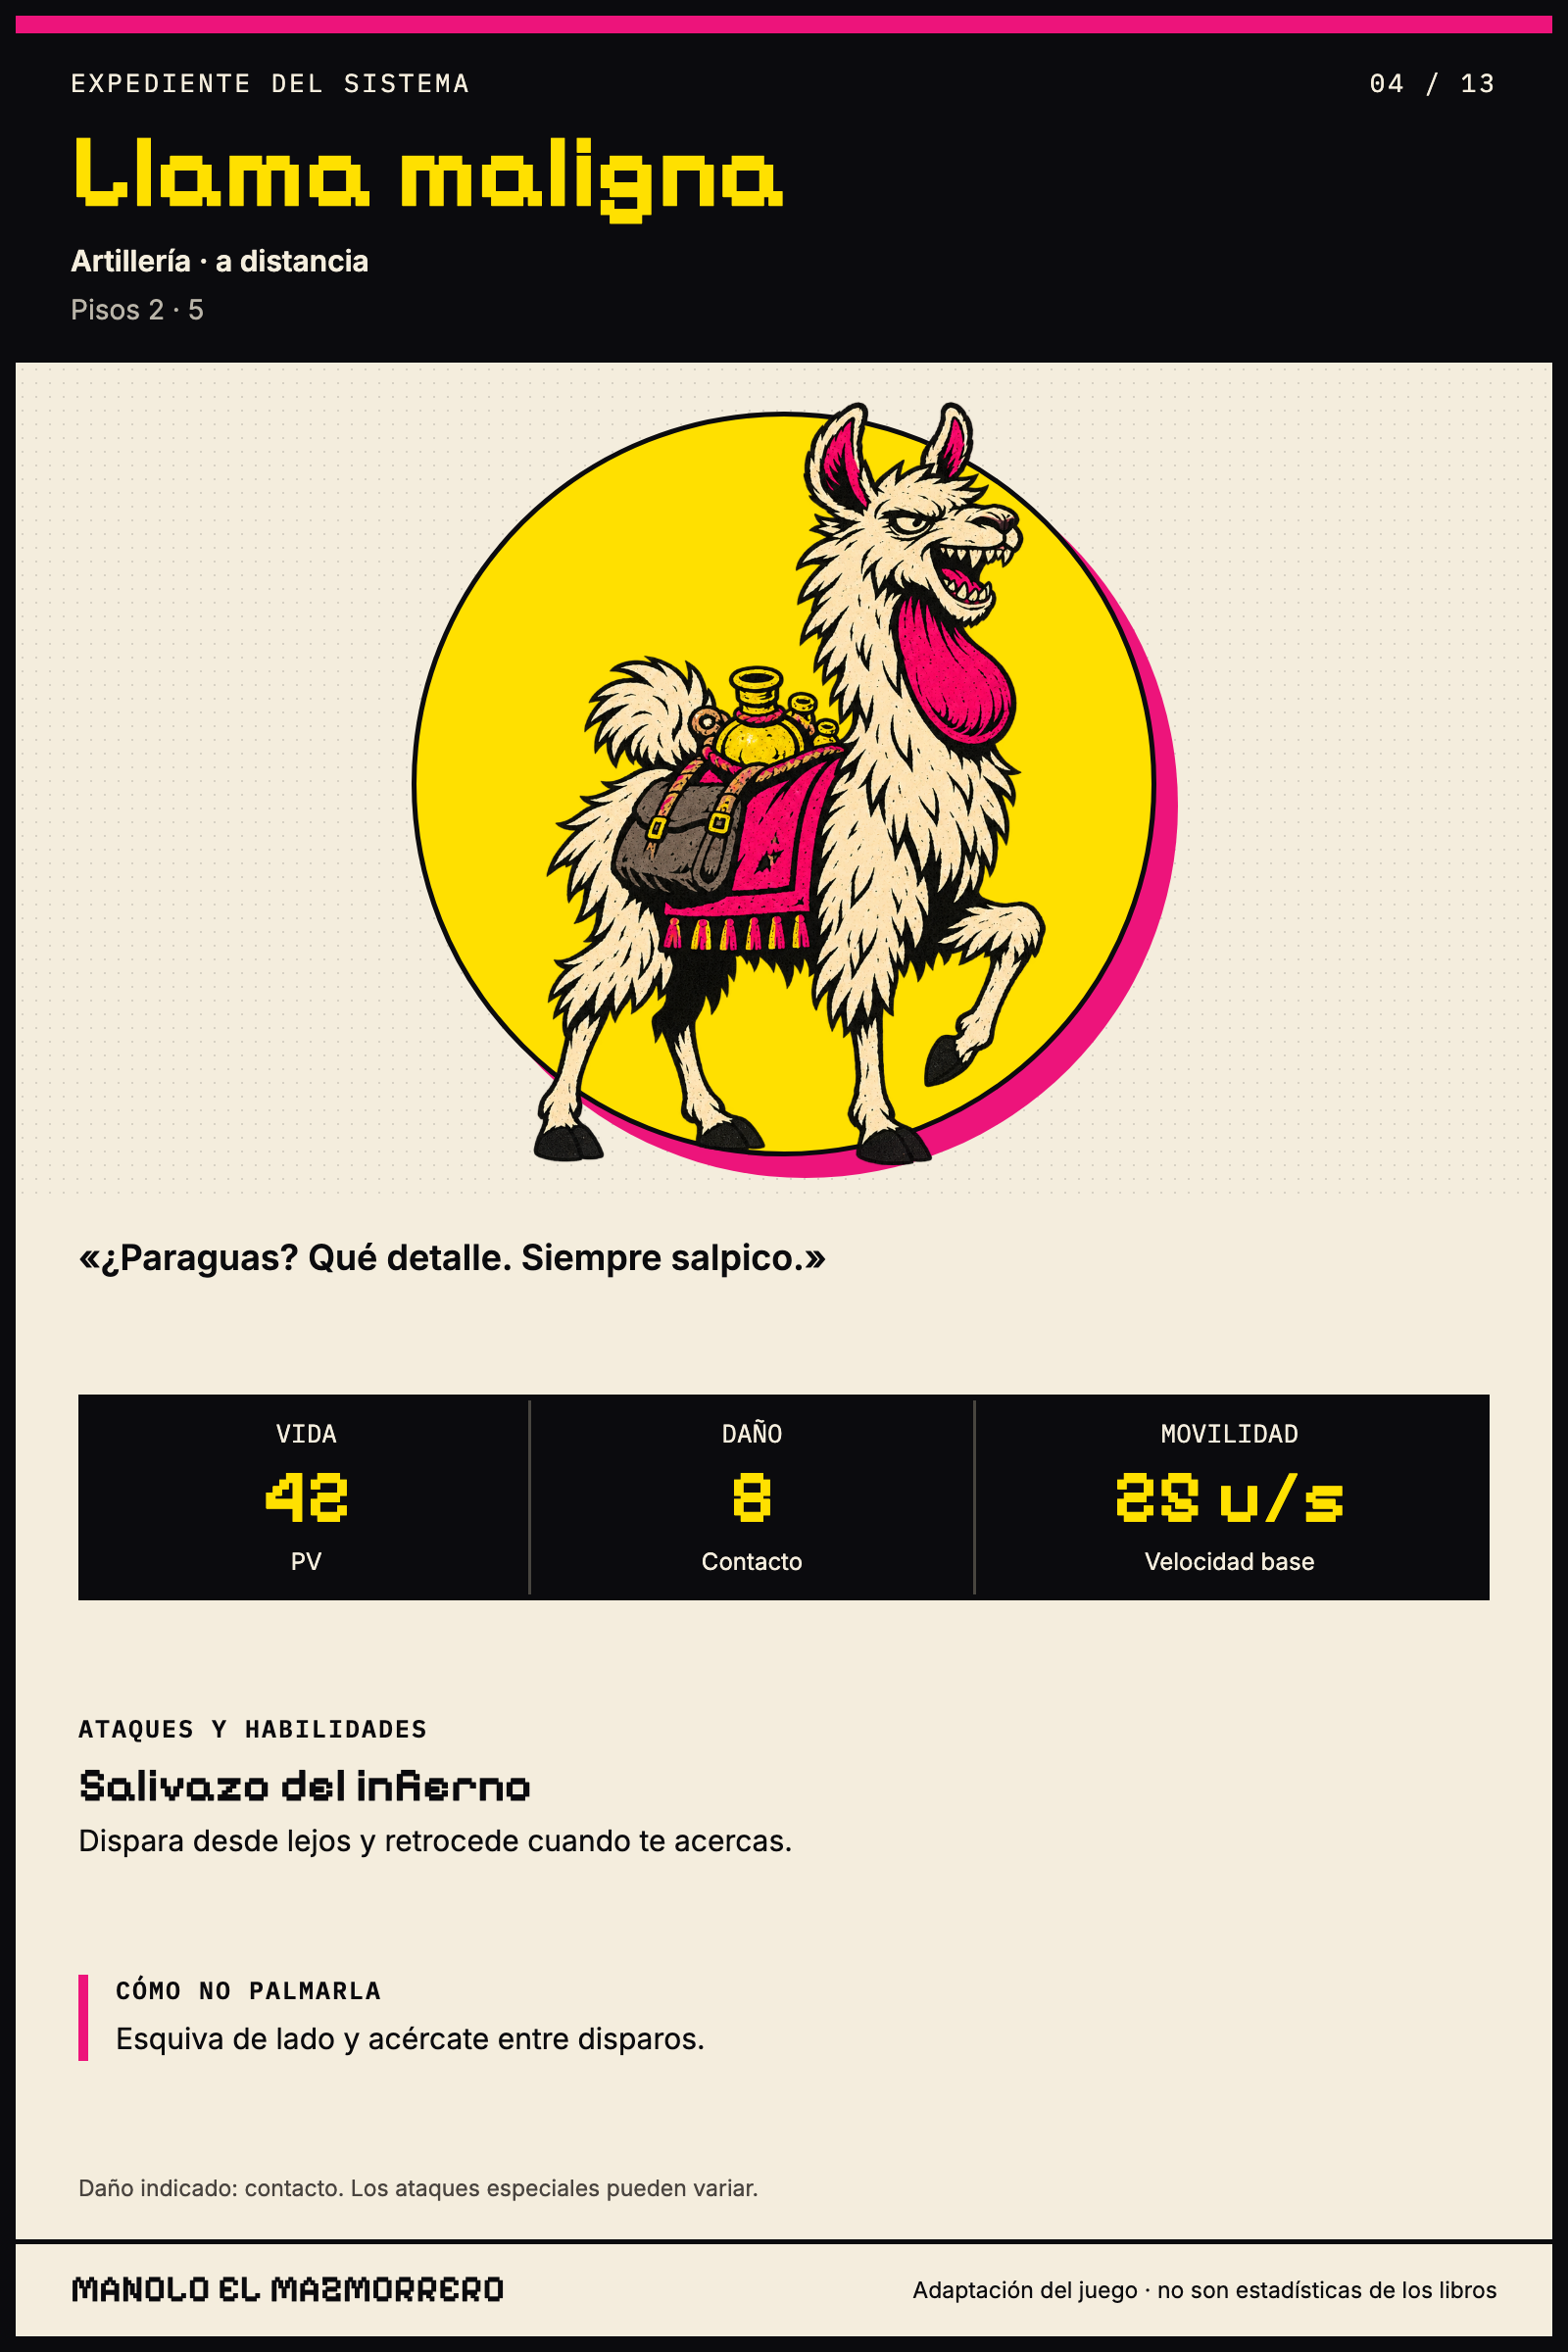 EXPEDIENTE DEL SISTEMA
04 / 13
Llama maligna
Artillería · a distancia
Pisos 2 · 5
«¿Paraguas? Qué detalle. Siempre salpico.»
VIDA
DAÑO
MOVILIDAD
42
8
29 u/s
PV
Contacto
Velocidad base
ATAQUES Y HABILIDADES
Salivazo del infierno
Dispara desde lejos y retrocede cuando te acercas.
CÓMO NO PALMARLA
Esquiva de lado y acércate entre disparos.
Daño indicado: contacto. Los ataques especiales pueden variar.
MANOLO EL MAZMORRERO
Adaptación del juego · no son estadísticas de los libros